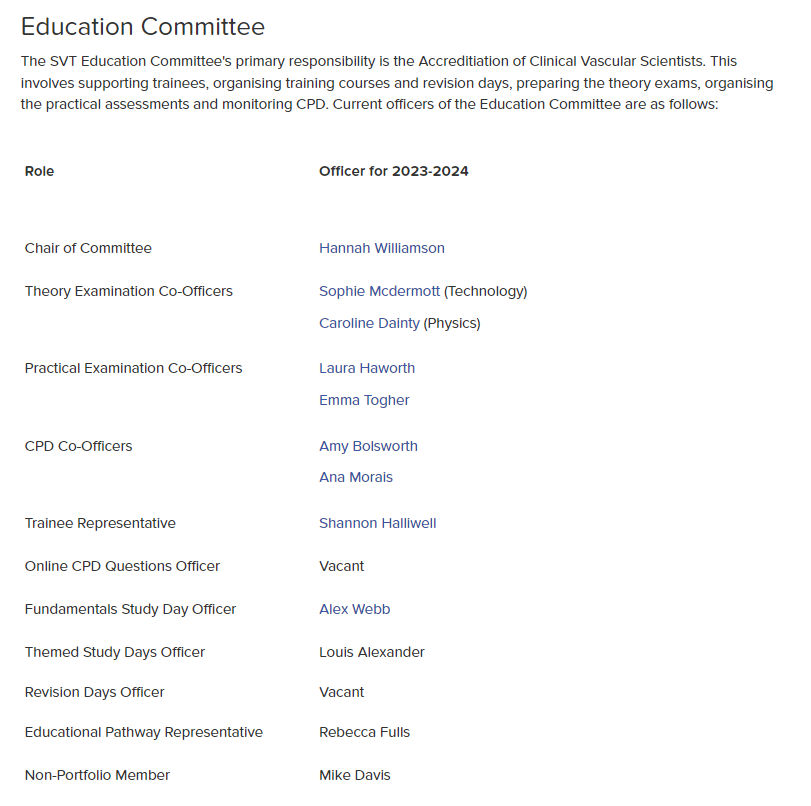 Education Committee
The SVT Education Committee's primary responsibility is the Accreditiation of Clinical Vascular Scientists. This
involves supporting trainees, organising training courses and revision days, preparing the theory exams, organising
the practical assessments and monitoring CPD. Current officers of the Education Committee are as follows:
Role Officer for 2023-2024
Chair of Committee Hannah Williamson
Theory Examination Co-Officers Sophie Mcdermott (Technology)
Caroline Dainty (Physics)
Practical Examination Co-Officers Laura Haworth
Emma Togher
CPD Co-Officers Amy Bolsworth
Ana Morais
Trainee Representative Shannon Halliwell
Online CPD Questions Officer Vacant
Fundamentals Study Day Officer Alex Webb
Themed Study Days Officer Louis Alexander
Revision Days Officer Vacant
Educational Pathway Representative Rebecca Fulls
Non-Portfolio Member Mike Davis